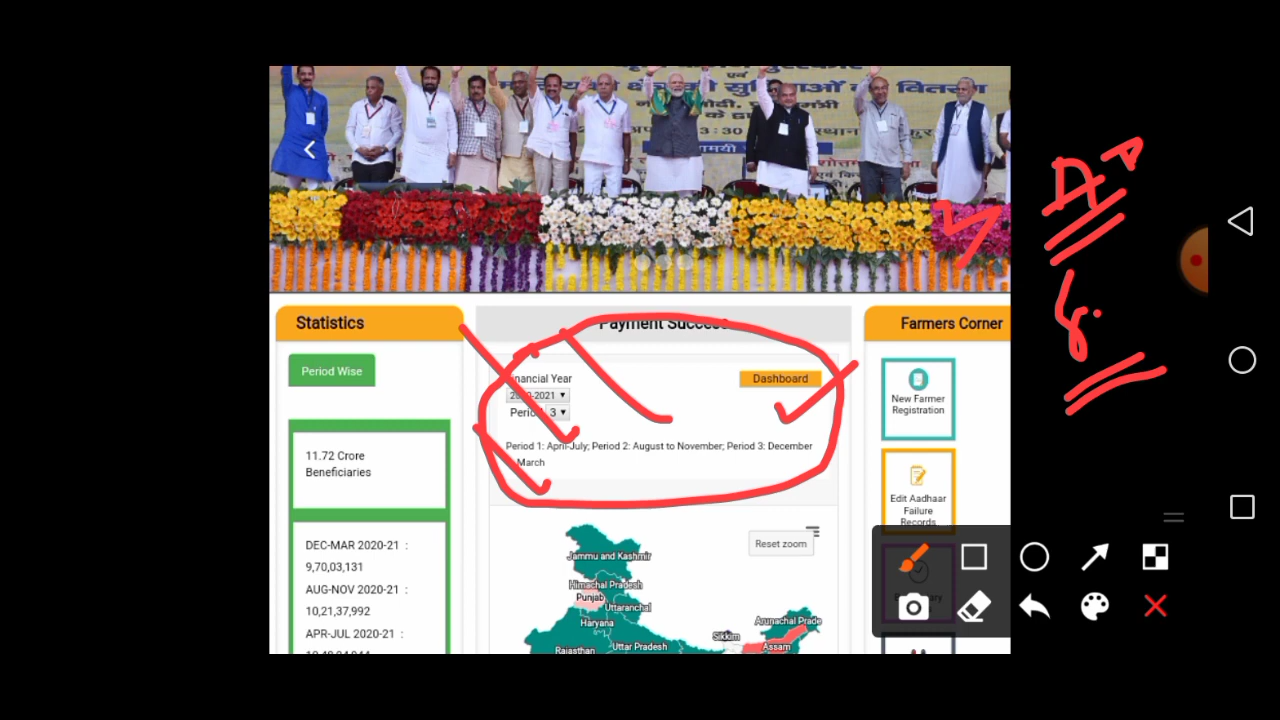 एवं
Statistics
Payment Success
Farmers Corner
Period Wise
Financial Year
Dashboard
2020-2021
Period 3
Period 1: April-July; Period 2: August to November; Period 3: December
March
New Farmer
Registration
11.72 Crore
Beneficiaries
Edit Aadhaar
Failure
Records
DEC-MAR 2020-21 :
9,70,03,131
AUG-NOV 2020-21 :
10,21,37,992
APR-JUL 2020-21 :
Reset zoom
Jammu and Kashmir
Himachal Pradesh
Punjab
Uttaranchal
Haryana
Arunachal Prade
Sikkim
Assam
Rajasthan
Uttar Pradesh